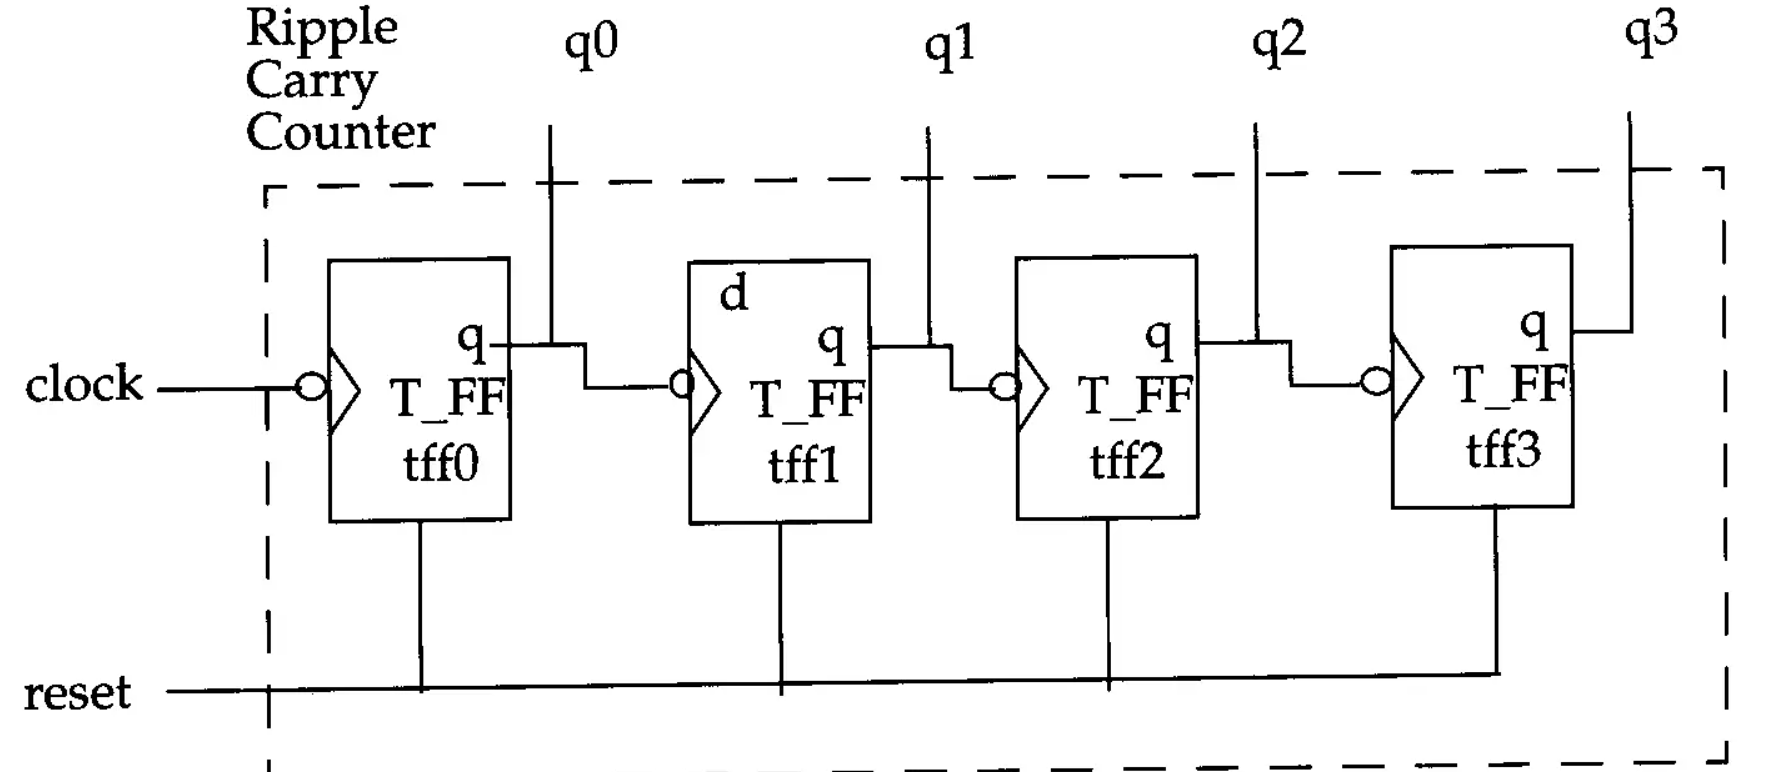 Ripple
Carry
Counter
q0
q1
q2
q3
d
q
q
q
q
clock
T_FF
T_FF
T_FF
T_FF
tff0
tff1
tff2
tff3
reset